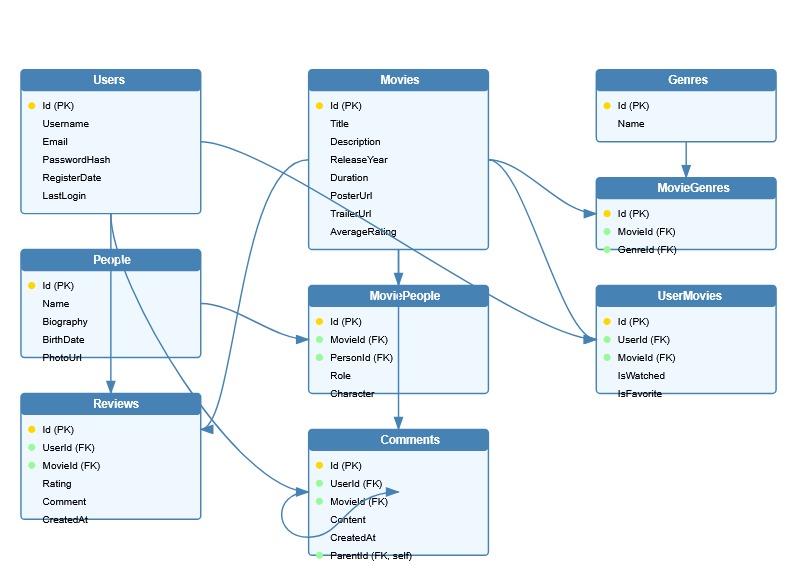 Users
Id (PK)
Username
Email
PasswordHash
RegisterDate
LastLogin
Movies
Id (PK)
Title
Description
ReleaseYear
Duration
PosterUrl
TrailerUrl
AverageRating
Genres
Id (PK)
Name
MovieGenres
Id (PK)
MovieId (FK)
GenreId (FK)
People
Id (PK)
Name
Biography
BirthDate
PhotoUrl
MoviePeople
Id (PK)
MovieId (FK)
PersonId (FK)
Role
Character
UserMovies
Id (PK)
UserId (FK)
MovieId (FK)
IsWatched
IsFavorite
Reviews
Id (PK)
UserId (FK)
MovieId (FK)
Rating
Comment
CreatedAt
Comments
Id (PK)
UserId (FK)
MovieId (FK)
Content
CreatedAt
ParentId (FK, self)